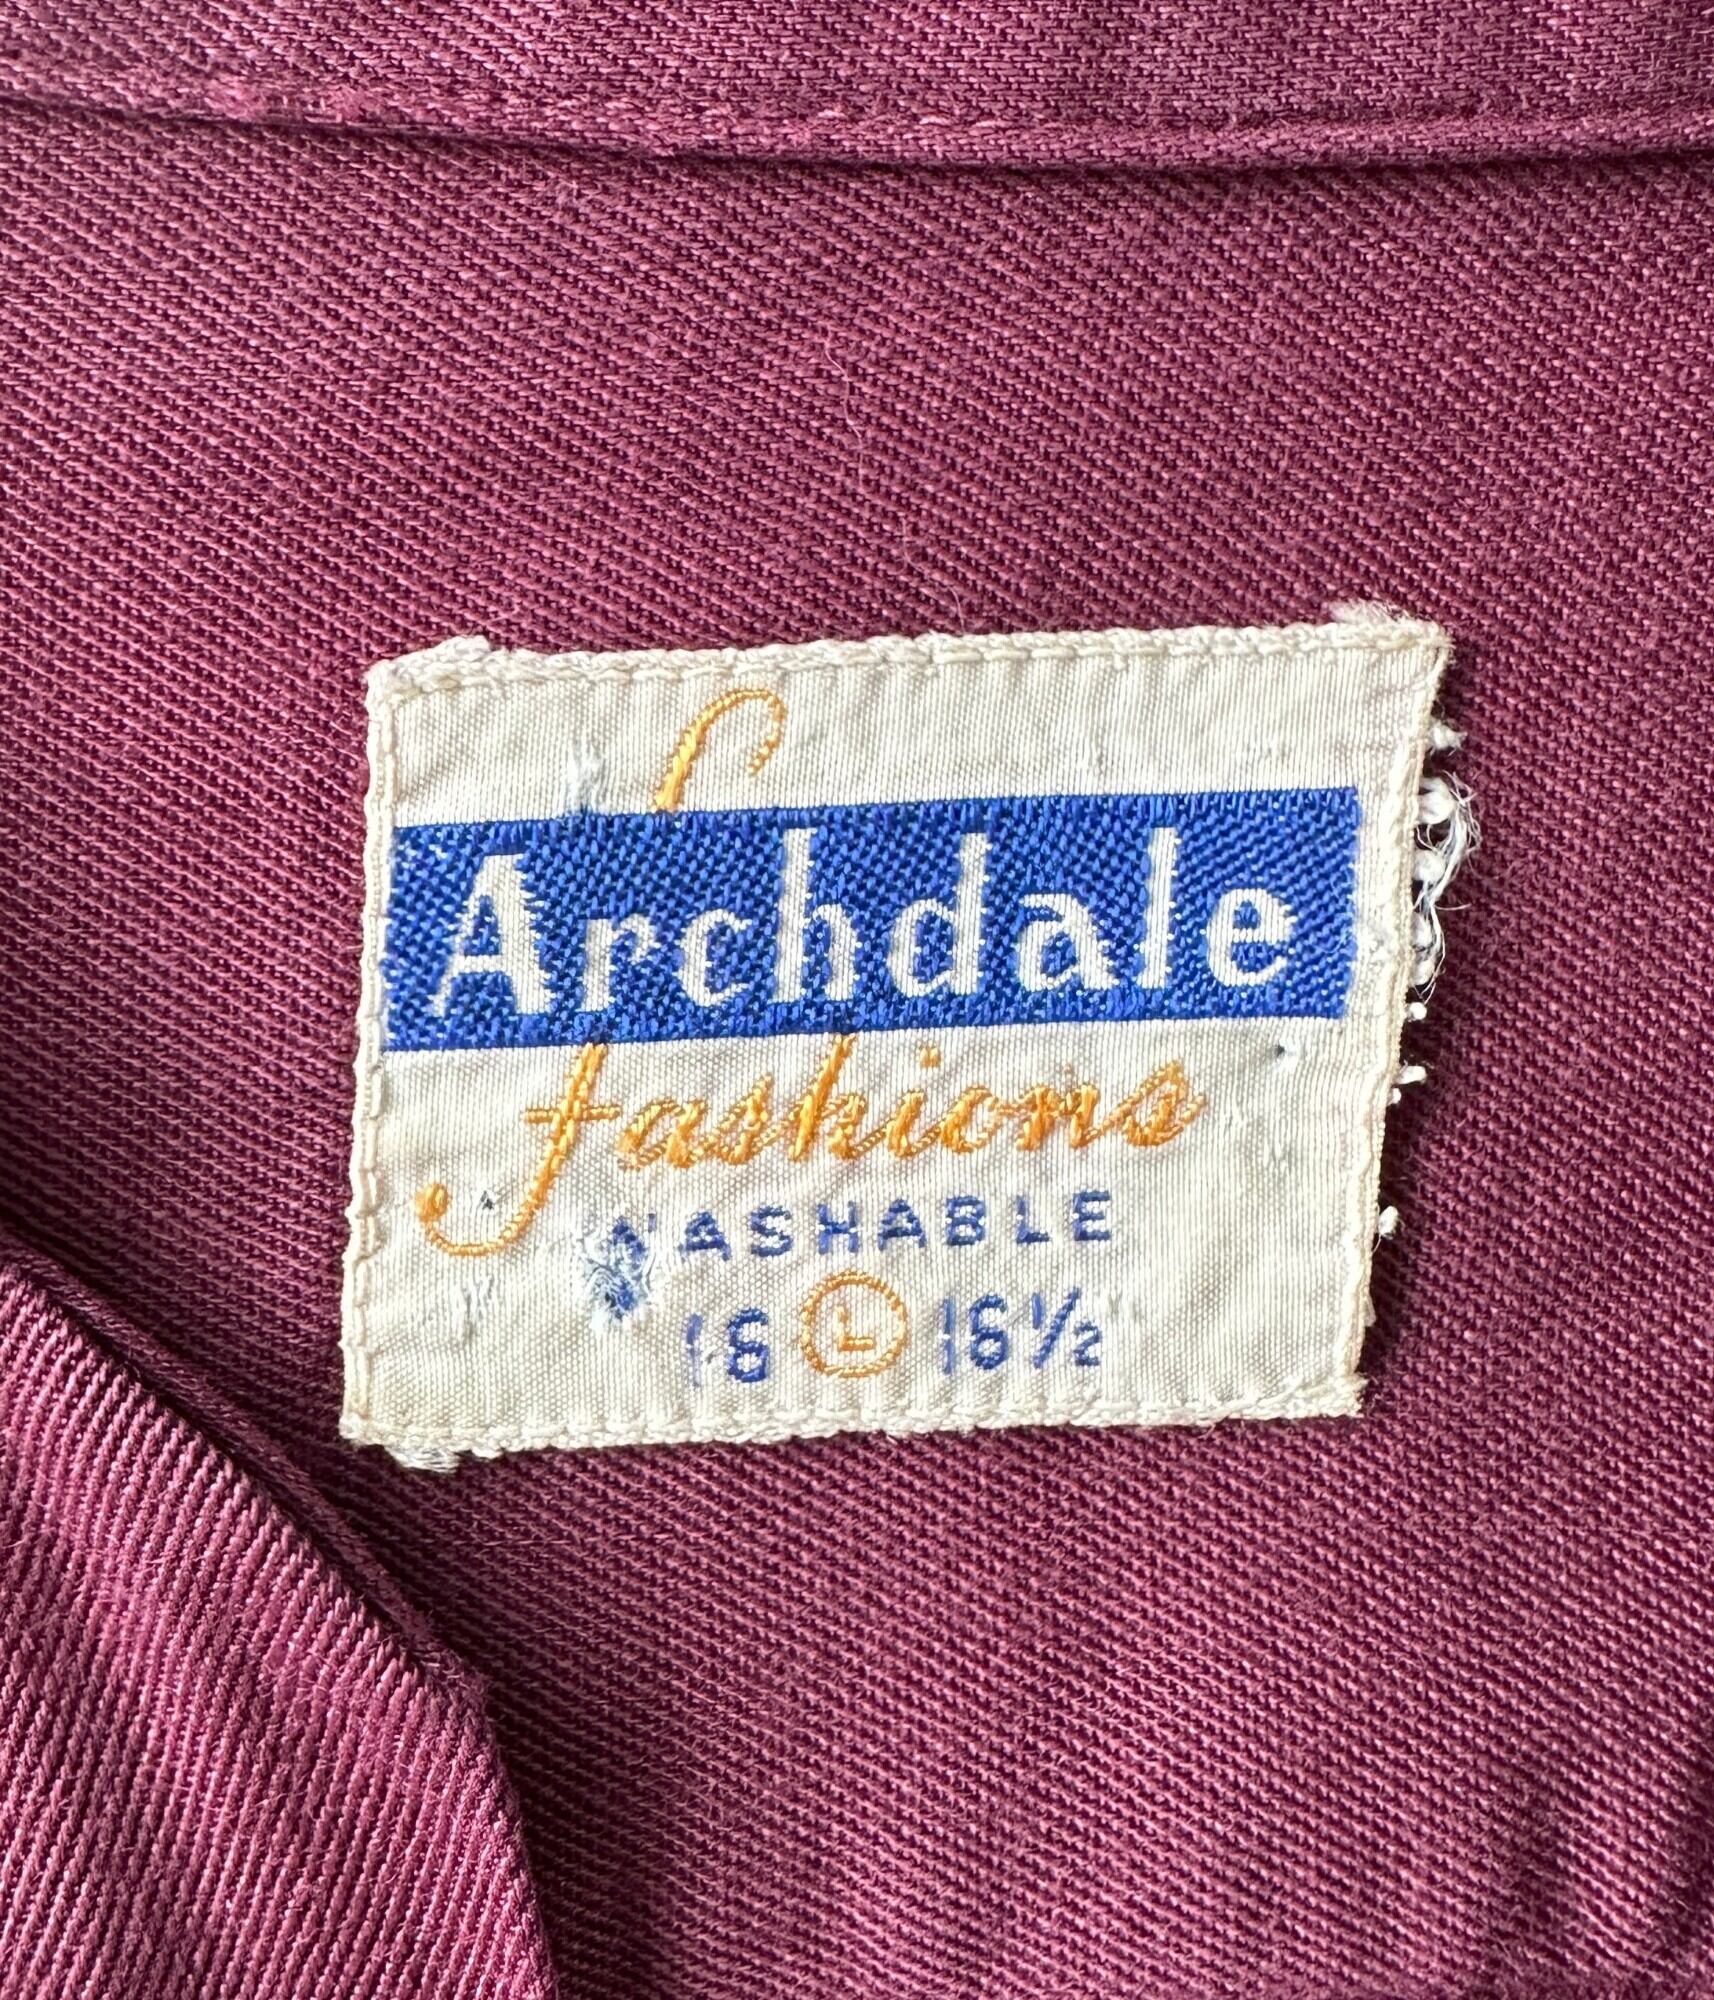 Archdale
fashions
WASHABLE
16 L 16½